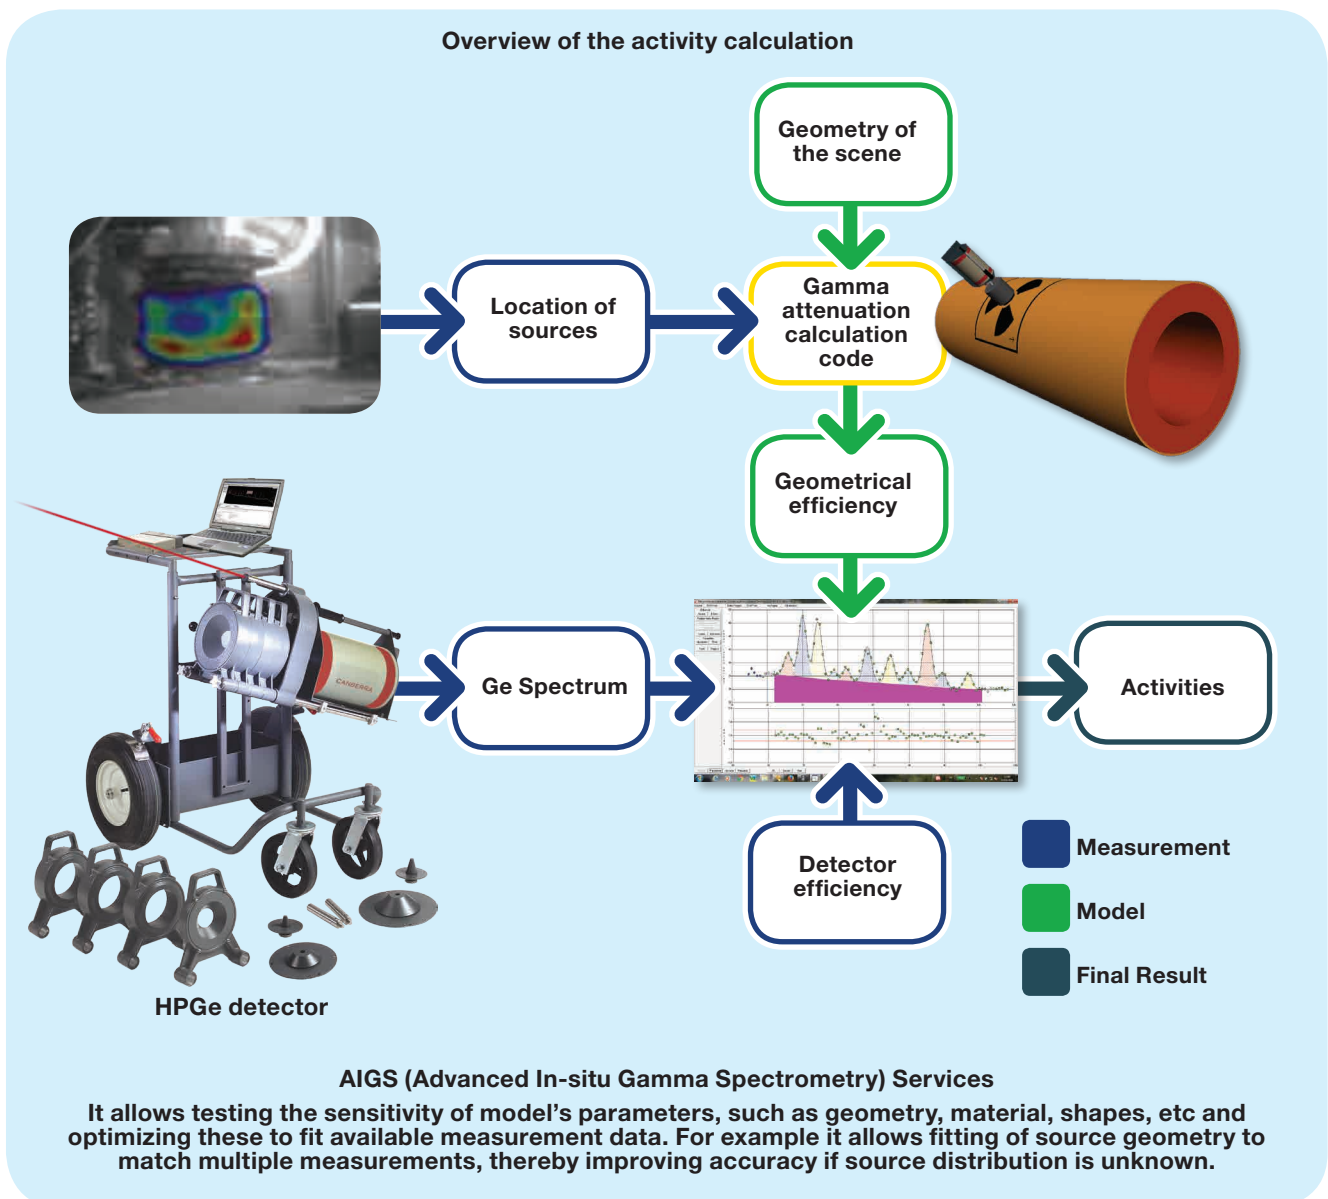 Overview of the activity calculation
Geometry of
the scene
Location of
sources
Gamma
attenuation
calculation
code
Geometrical
efficiency
CANBERRA
Ge Spectrum
Activities
Detector
efficiency
Measurement
Model
Final Result
HPGe detector
AIGS (Advanced In-situ Gamma Spectrometry) Services
It allows testing the sensitivity of model's parameters, such as geometry, material, shapes, etc and
optimizing these to fit available measurement data. For example it allows fitting of source geometry to
match multiple measurements, thereby improving accuracy if source distribution is unknown.